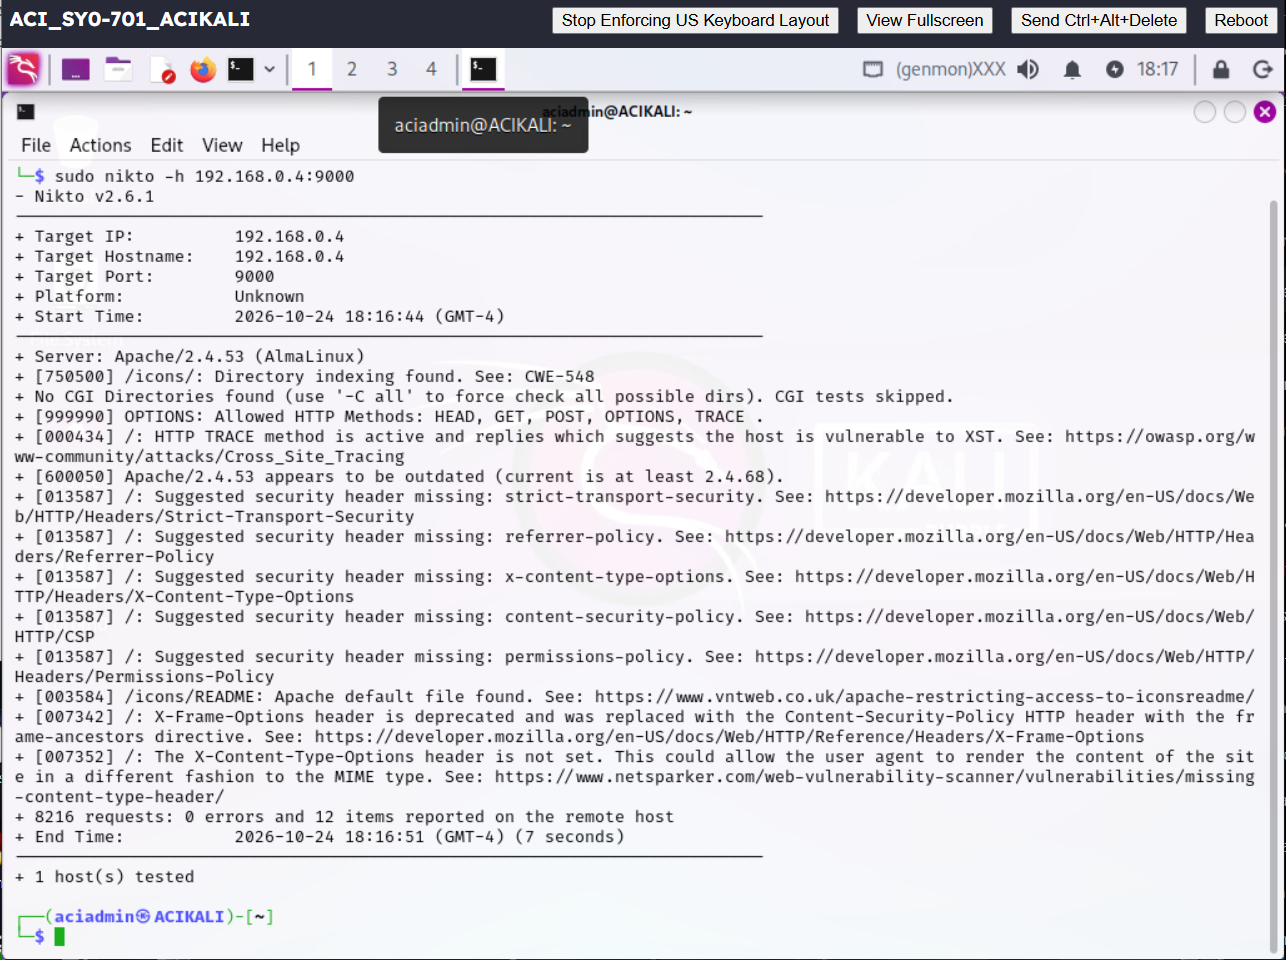 ACI_SY0-701_ACIKALI
Stop Enforcing US Keyboard Layout
View Fullscreen
Send Ctrl+Alt+Delete
Reboot
1 2 3 4
(genmon)XXX
18:17
aciadmin@ACIKALI: ~
aciadmin@ACIKALI: ~
File Actions Edit View Help
└─$ sudo nikto -h 192.168.0.4:9000
- Nikto v2.6.1
+ Target IP: 192.168.0.4
+ Target Hostname: 192.168.0.4
+ Target Port: 9000
+ Platform: Unknown
+ Start Time: 2026-10-24 18:16:44 (GMT-4)
+ Server: Apache/2.4.53 (AlmaLinux)
+ [750500] /icons/: Directory indexing found. See: CWE-548
+ No CGI Directories found (use '-C all' to force check all possible dirs). CGI tests skipped.
+ [999990] OPTIONS: Allowed HTTP Methods: HEAD, GET, POST, OPTIONS, TRACE .
+ [000434] /: HTTP TRACE method is active and replies which suggests the host is vulnerable to XST. See: https://owasp.org/w
ww-community/attacks/Cross_Site_Tracing
+ [600050] Apache/2.4.53 appears to be outdated (current is at least 2.4.68).
+ [013587] /: Suggested security header missing: strict-transport-security. See: https://developer.mozilla.org/en-US/docs/We
b/HTTP/Headers/Strict-Transport-Security
+ [013587] /: Suggested security header missing: referrer-policy. See: https://developer.mozilla.org/en-US/docs/Web/HTTP/Hea
ders/Referrer-Policy
+ [013587] /: Suggested security header missing: x-content-type-options. See: https://developer.mozilla.org/en-US/docs/Web/H
TTP/Headers/X-Content-Type-Options
+ [013587] /: Suggested security header missing: content-security-policy. See: https://developer.mozilla.org/en-US/docs/Web/
HTTP/CSP
+ [013587] /: Suggested security header missing: permissions-policy. See: https://developer.mozilla.org/en-US/docs/Web/HTTP/
Headers/Permissions-Policy
+ [003584] /icons/README: Apache default file found. See: https://www.vntweb.co.uk/apache-restricting-access-to-iconsreadme/
+ [007342] /: X-Frame-Options header is deprecated and was replaced with the Content-Security-Policy HTTP header with the fr
ame-ancestors directive. See: https://developer.mozilla.org/en-US/docs/Web/HTTP/Reference/Headers/X-Frame-Options
+ [007352] /: The X-Content-Type-Options header is not set. This could allow the user agent to render the content of the sit
e in a different fashion to the MIME type. See: https://www.netsparker.com/web-vulnerability-scanner/vulnerabilities/missing
-content-type-header/
+ 8216 requests: 0 errors and 12 items reported on the remote host
+ End Time: 2026-10-24 18:16:51 (GMT-4) (7 seconds)
+ 1 host(s) tested
┌──(aciadmin㉿ACIKALI)-[~]
└─$
KALI